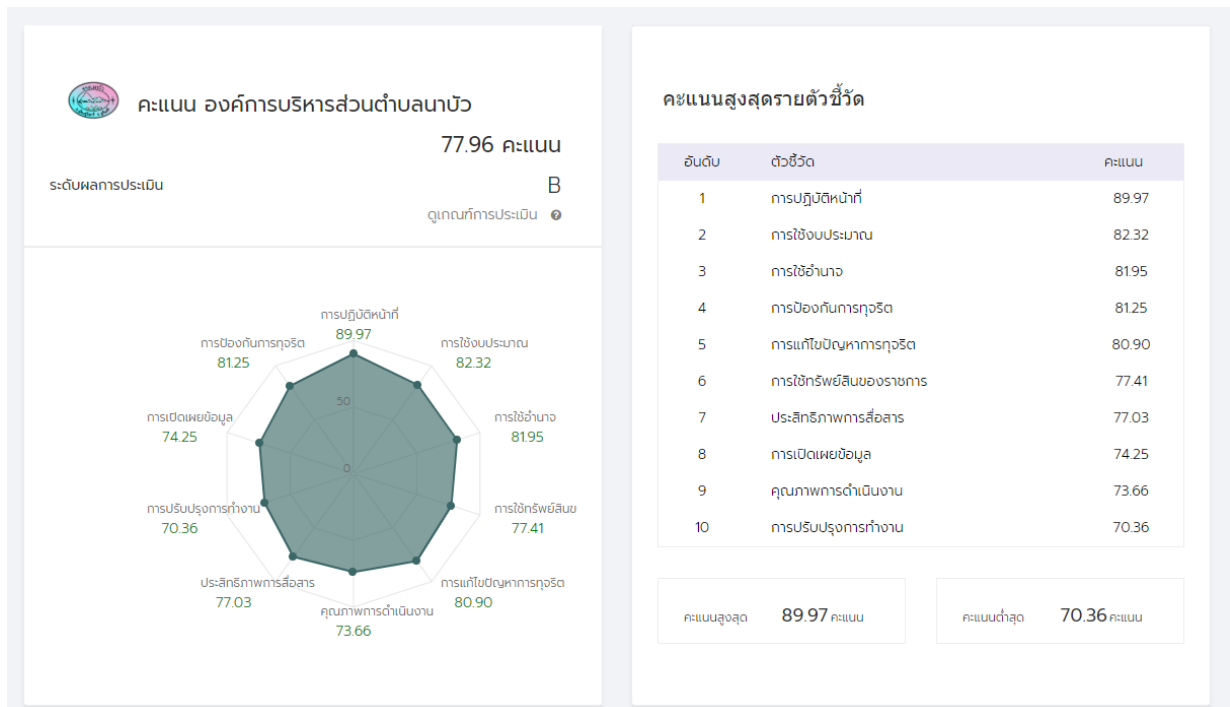 คะแนน องค์การบริหารส่วนตำบลนาบัว
77.96 คะแนน
ระดับผลการประเมิน B
ดูเกณฑ์การประเมิน
การปฏิบัติหน้าที่
89.97
การป้องกันการทุจริต
81.25
การใช้งบประมาณ
82.32
50
การเปิดเผยข้อมูล
74.25
การใช้อำนาจ
81.95
0
การปรับปรุงการทำงาน
70.36
การใช้ทรัพย์สินข
77.41
ประสิทธิภาพการสื่อสาร
77.03
การแก้ไขปัญหาการทุจริต
80.90
คุณภาพการดำเนินงาน
73.66
คะแนนสูงสุดรายตัวชี้วัด
อันดับ ตัวชี้วัด คะแนน
1 การปฏิบัติหน้าที่ 89.97
2 การใช้งบประมาณ 82.32
3 การใช้อำนาจ 81.95
4 การป้องกันการทุจริต 81.25
5 การแก้ไขปัญหาการทุจริต 80.90
6 การใช้ทรัพย์สินของราชการ 77.41
7 ประสิทธิภาพการสื่อสาร 77.03
8 การเปิดเผยข้อมูล 74.25
9 คุณภาพการดำเนินงาน 73.66
10 การปรับปรุงการทำงาน 70.36
คะแนนสูงสุด 89.97 คะแนน
คะแนนต่ำสุด 70.36 คะแนน